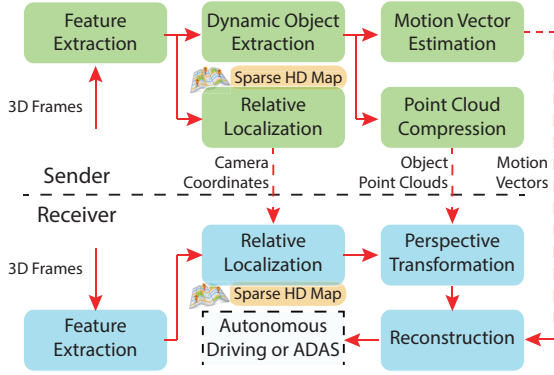 Feature
Extraction
Dynamic Object
Extraction
Motion Vector
Estimation
3D Frames
Sparse HD Map
Relative
Localization
Point Cloud
Compression
Camera
Coordinates
Object
Point Clouds
Motion
Vectors
Sender
Receiver
3D Frames
Relative
Localization
Perspective
Transformation
Sparse HD Map
Feature
Extraction
Autonomous
Driving or ADAS
Reconstruction